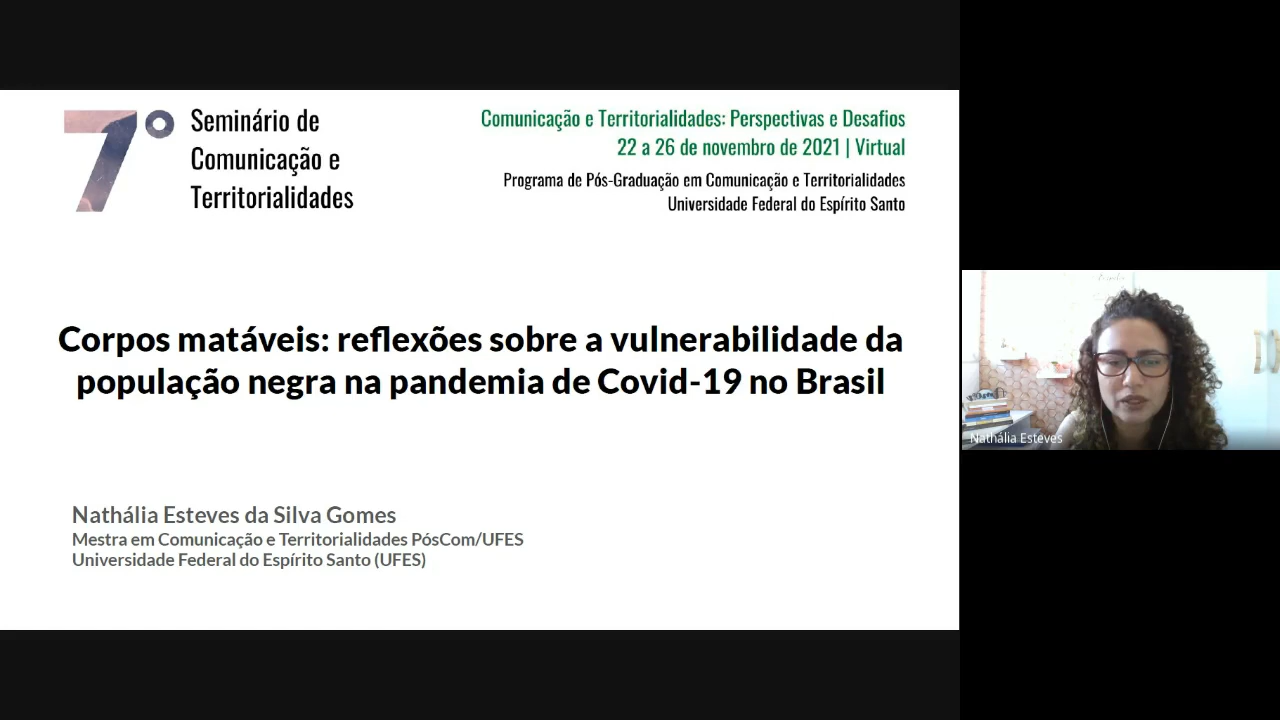 7º
Seminário de
Comunicação e
Territorialidades
Comunicação e Territorialidades: Perspectivas e Desafios
22 a 26 de novembro de 2021 | Virtual
Programa de Pós-Graduação em Comunicação e Territorialidades
Universidade Federal do Espírito Santo
Corpos matáveis: reflexões sobre a vulnerabilidade da
população negra na pandemia de Covid-19 no Brasil
Nathália Esteves da Silva Gomes
Mestra em Comunicação e Territorialidades PósCom/UFES
Universidade Federal do Espírito Santo (UFES)
Nathália Esteves